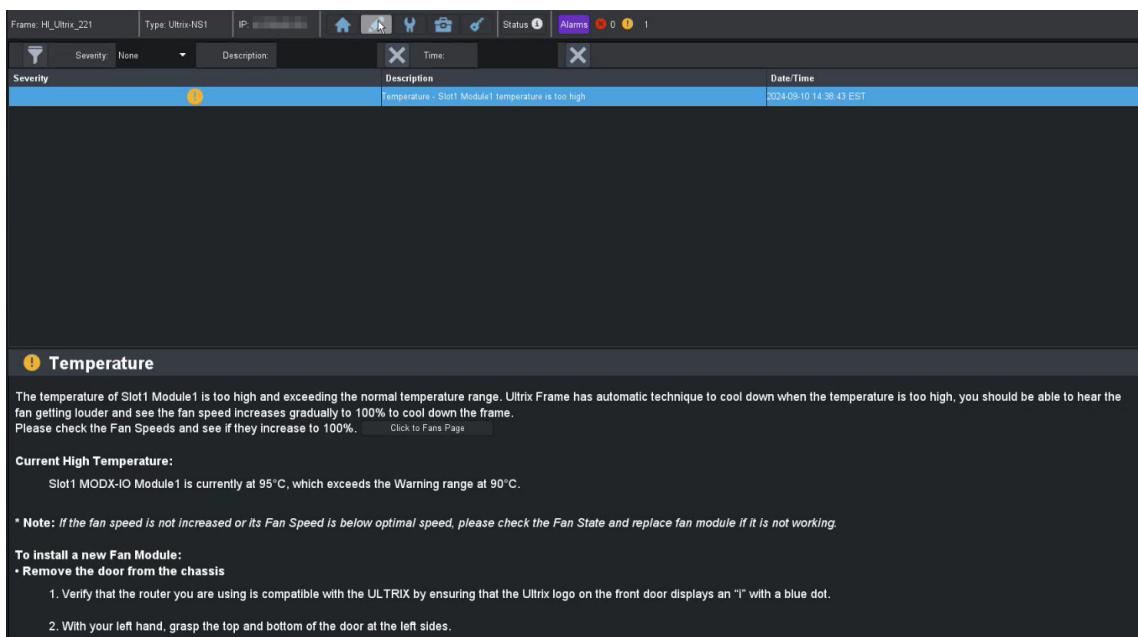 Frame: HI_Ultrix_221 Type: Ultrix-NS1 IP: Status Alarms 0 1
Severity: None Description: Time:
Severity Description Date/Time
Temperature - Slot1 Module1 temperature is too high 2024-09-10 14:38:43 EST
Temperature
The temperature of Slot1 Module1 is too high and exceeding the normal temperature range. Ultrix Frame has automatic technique to cool down when the temperature is too high, you should be able to hear the
fan getting louder and see the fan speed increases gradually to 100% to cool down the frame.
Please check the Fan Speeds and see if they increase to 100%. Click to Fans Page
Current High Temperature:
Slot1 MODX-IO Module1 is currently at 95°C, which exceeds the Warning range at 90°C.
* Note: If the fan speed is not increased or its Fan Speed is below optimal speed, please check the Fan State and replace fan module if it is not working.
To install a new Fan Module:
• Remove the door from the chassis
1. Verify that the router you are using is compatible with the ULTRIX by ensuring that the Ultrix logo on the front door displays an “i” with a blue dot.
2. With your left hand, grasp the top and bottom of the door at the left sides.